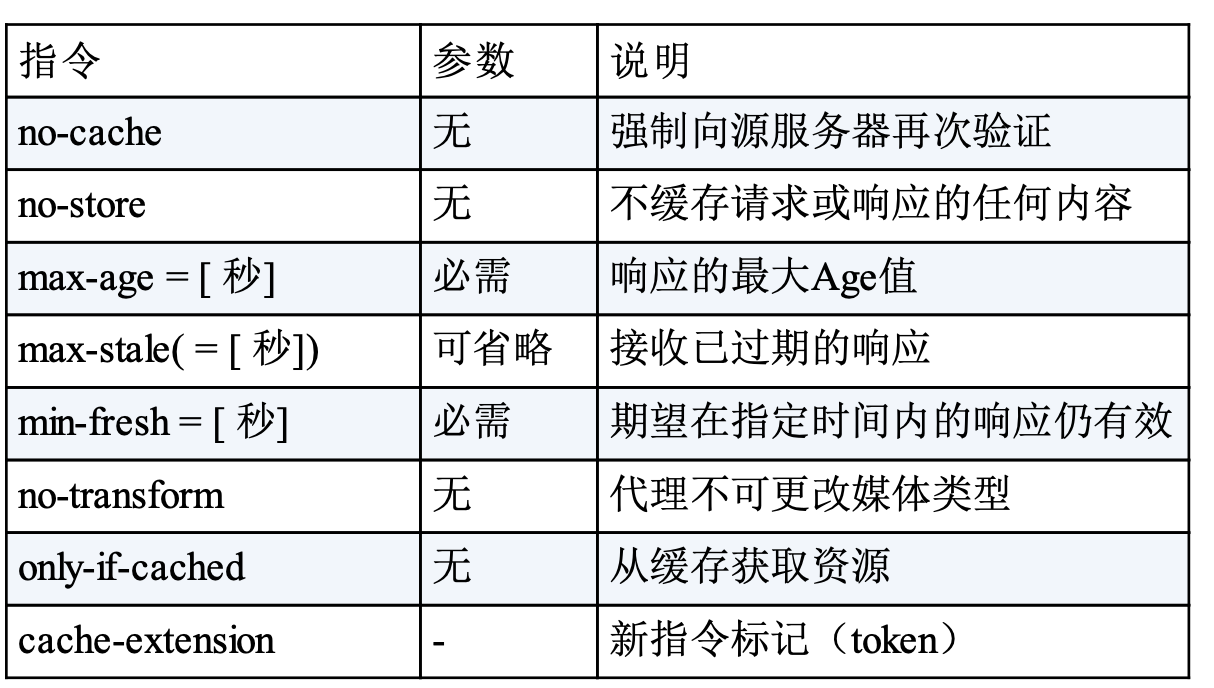 指令 参数 说明
no-cache 无 强制向源服务器再次验证
no-store 无 不缓存请求或响应的任何内容
max-age = [ 秒] 必需 响应的最大Age值
max-stale( = [ 秒]) 可省略 接收已过期的响应
min-fresh = [ 秒] 必需 期望在指定时间内的响应仍有效
no-transform 无 代理不可更改媒体类型
only-if-cached 无 从缓存获取资源
cache-extension - 新指令标记（token）